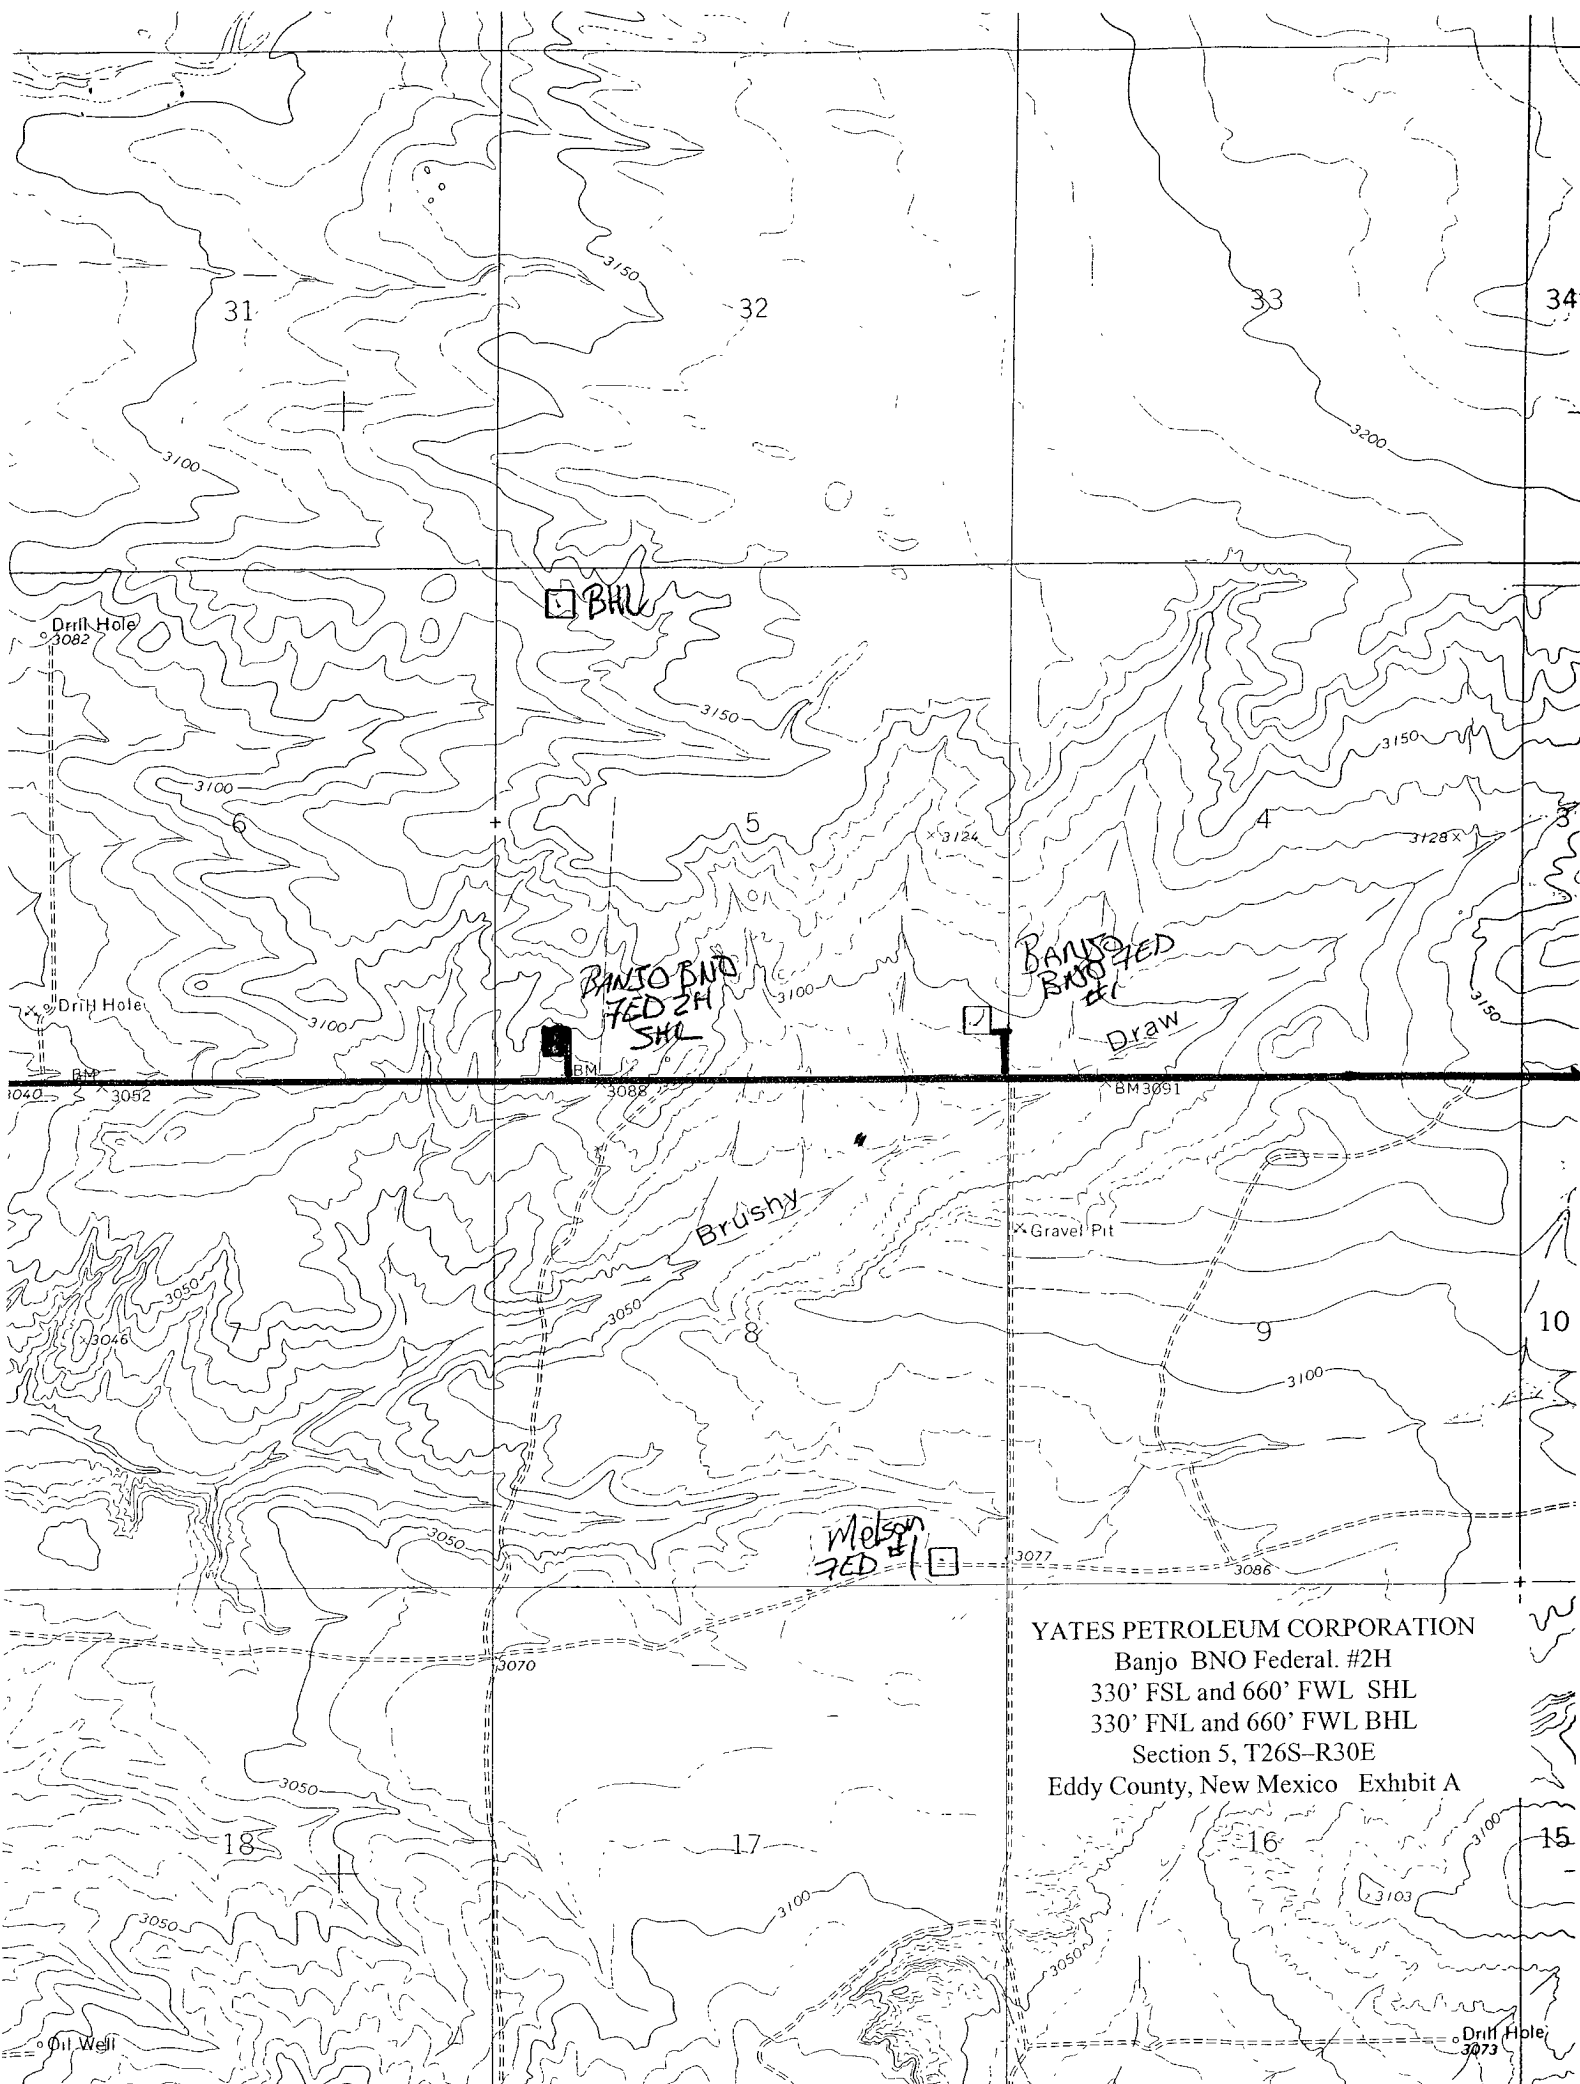 3150
31
32
33
34
3100
3200
BHL
Drill Hole
3082
3150
3150
3100
6
5
4
3
3124
3128
BANJO BNO
FED 2H
SHL
BANJO
BNO FED
#1
3100
Drill Hole
3100
3150
Draw
BM
BM
3040
3052
3088
BM 3091
Brushy
Gravel Pit
3050
3046
7
3050
8
9
10
3100
3050
Melson
FED #1
3077
3086
3070
YATES PETROLEUM CORPORATION
Banjo BNO Federal. #2H
330' FSL and 660' FWL SHL
330' FNL and 660' FWL BHL
Section 5, T26S–R30E
Eddy County, New Mexico Exhibit A
3050
18
17
16
15
3100
3100
3103
3050
3050
Oil Well
Drill Hole
3073